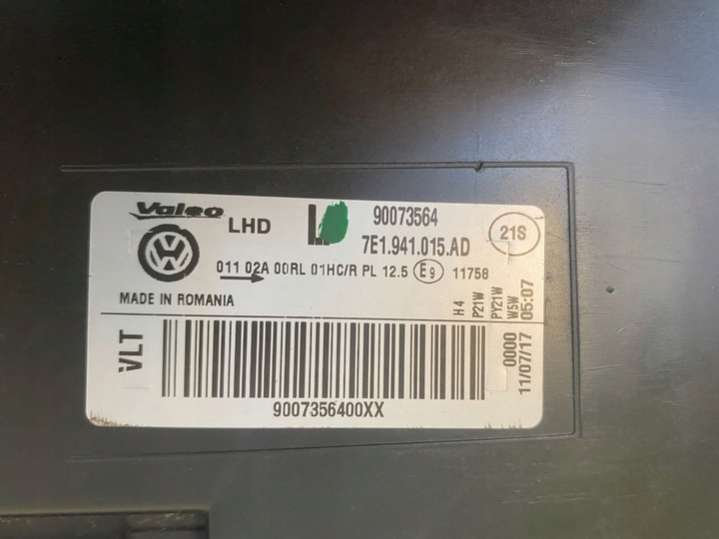 Valeo LHD L 90073564
7E1.941.015.AD 21S
011 02A 00RL 01HC/R PL 12.5 E9 11758
MADE IN ROMANIA
H4
P21W
PY21W
W5W
VLT
0000 05:07
11/07/17
9007356400XX